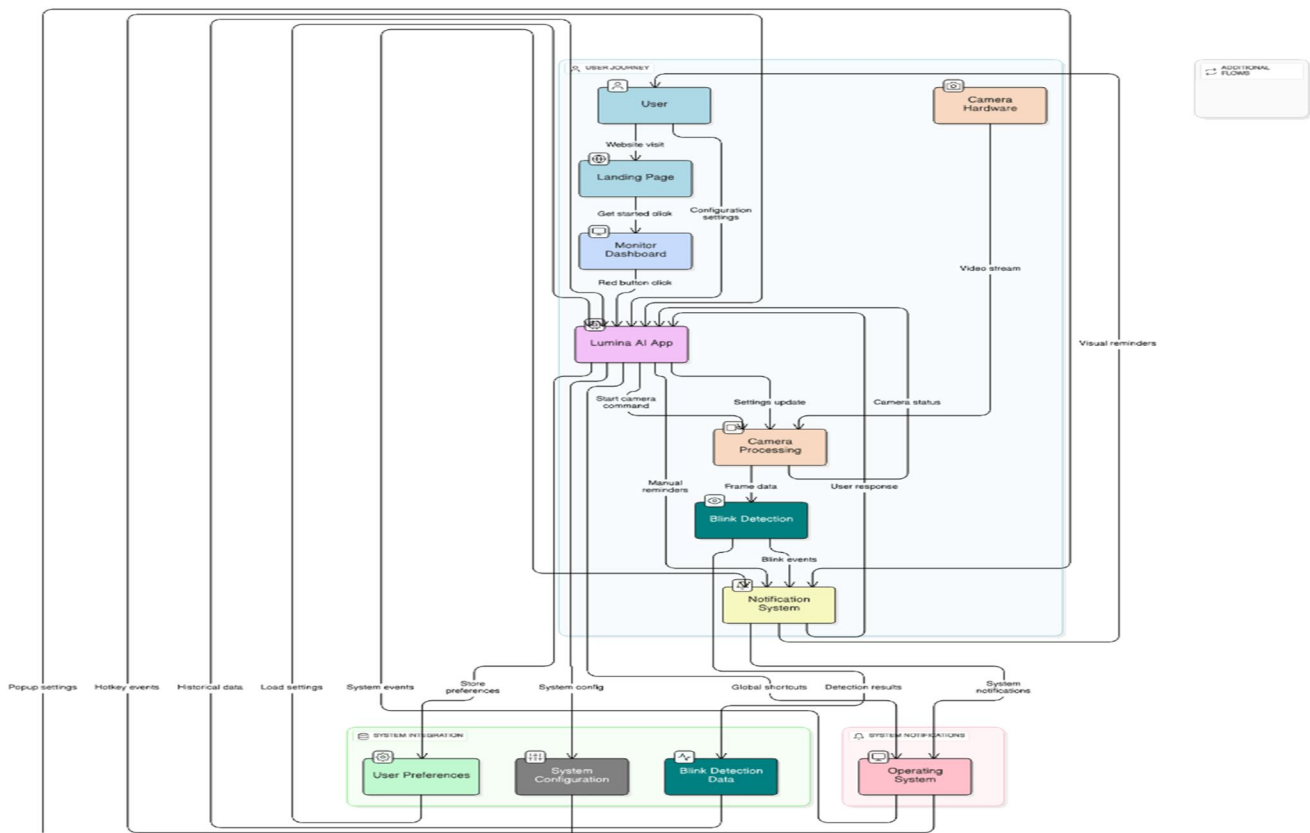 USER JOURNEY
ADDITIONAL
FLOWS
User
Camera
Hardware
Website visit
Landing Page
Get started click
Configuration
settings
Monitor
Dashboard
Video stream
Red button click
Lumina AI App
Visual reminders
Start camera
command
Settings update
Camera status
Camera
Processing
Manual
reminders
Frame data
User response
Blink Detection
Blink events
Notification
System
Popup settings
Hotkey events
Historical data
Load settings
System events
Store
preferences
System config
Global shortcuts
Detection results
System
notifications
SYSTEM INTEGRATION
SYSTEM NOTIFICATIONS
User Preferences
System
Configuration
Blink Detection
Data
Operating
System